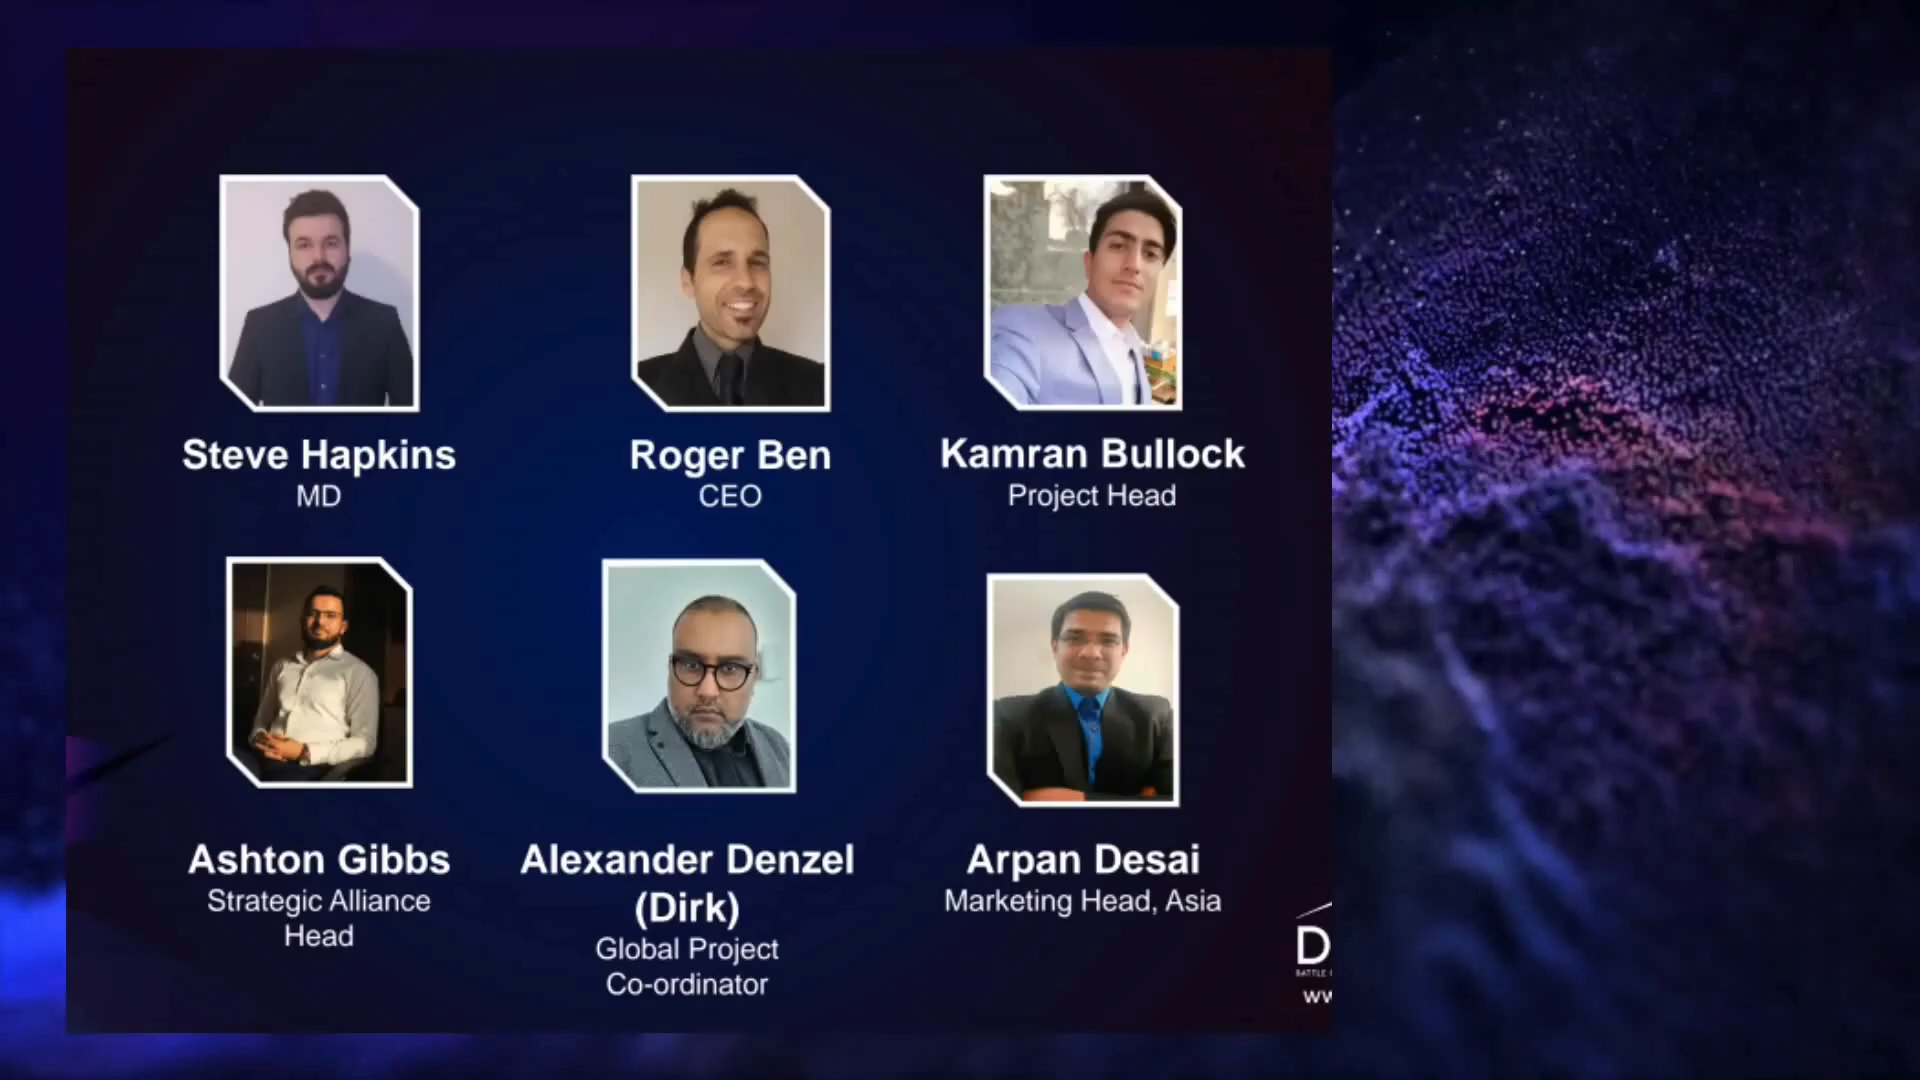 Steve Hapkins
MD
Roger Ben
CEO
Kamran Bullock
Project Head
Ashton Gibbs
Strategic Alliance
Head
Alexander Denzel
(Dirk)
Global Project
Co-ordinator
Arpan Desai
Marketing Head, Asia
D
BATTLE